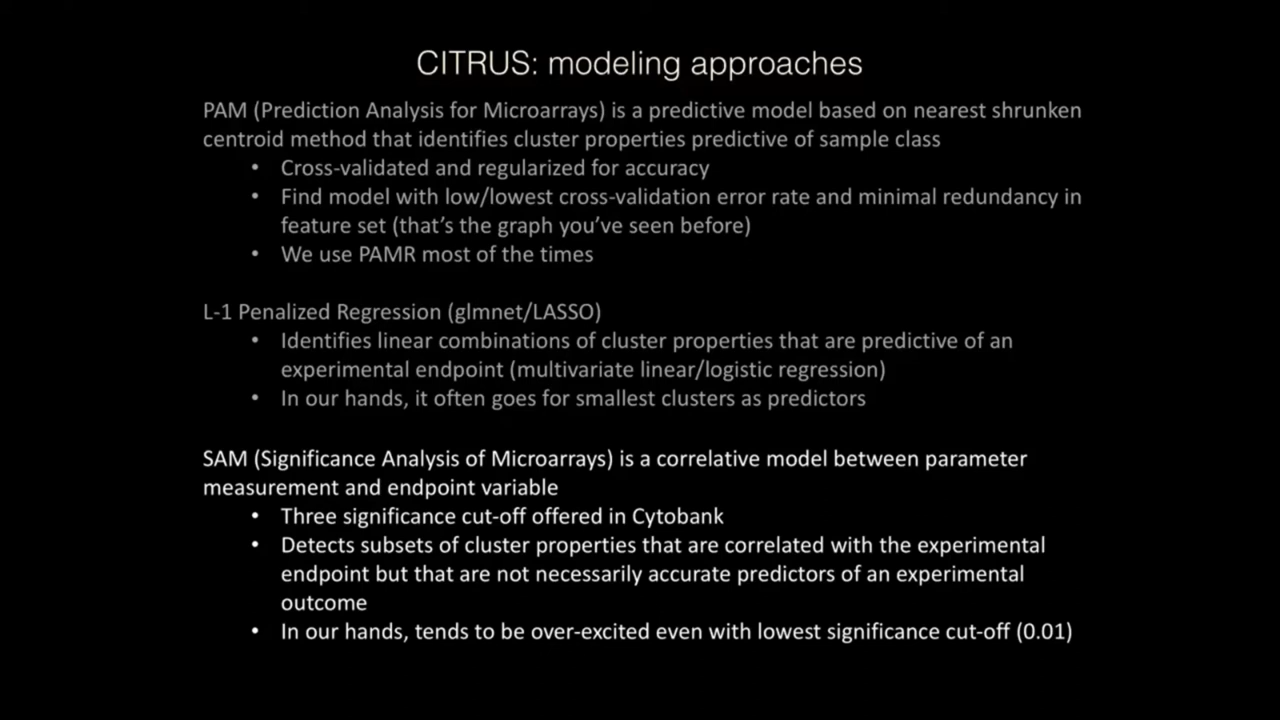 CITRUS: modeling approaches
PAM (Prediction Analysis for Microarrays) is a predictive model based on nearest shrunken
centroid method that identifies cluster properties predictive of sample class
• Cross-validated and regularized for accuracy
• Find model with low/lowest cross-validation error rate and minimal redundancy in
feature set (that's the graph you've seen before)
• We use PAMR most of the times
L-1 Penalized Regression (glmnet/LASSO)
• Identifies linear combinations of cluster properties that are predictive of an
experimental endpoint (multivariate linear/logistic regression)
• In our hands, it often goes for smallest clusters as predictors
SAM (Significance Analysis of Microarrays) is a correlative model between parameter
measurement and endpoint variable
• Three significance cut-off offered in Cytobank
• Detects subsets of cluster properties that are correlated with the experimental
endpoint but that are not necessarily accurate predictors of an experimental
outcome
• In our hands, tends to be over-excited even with lowest significance cut-off (0.01)